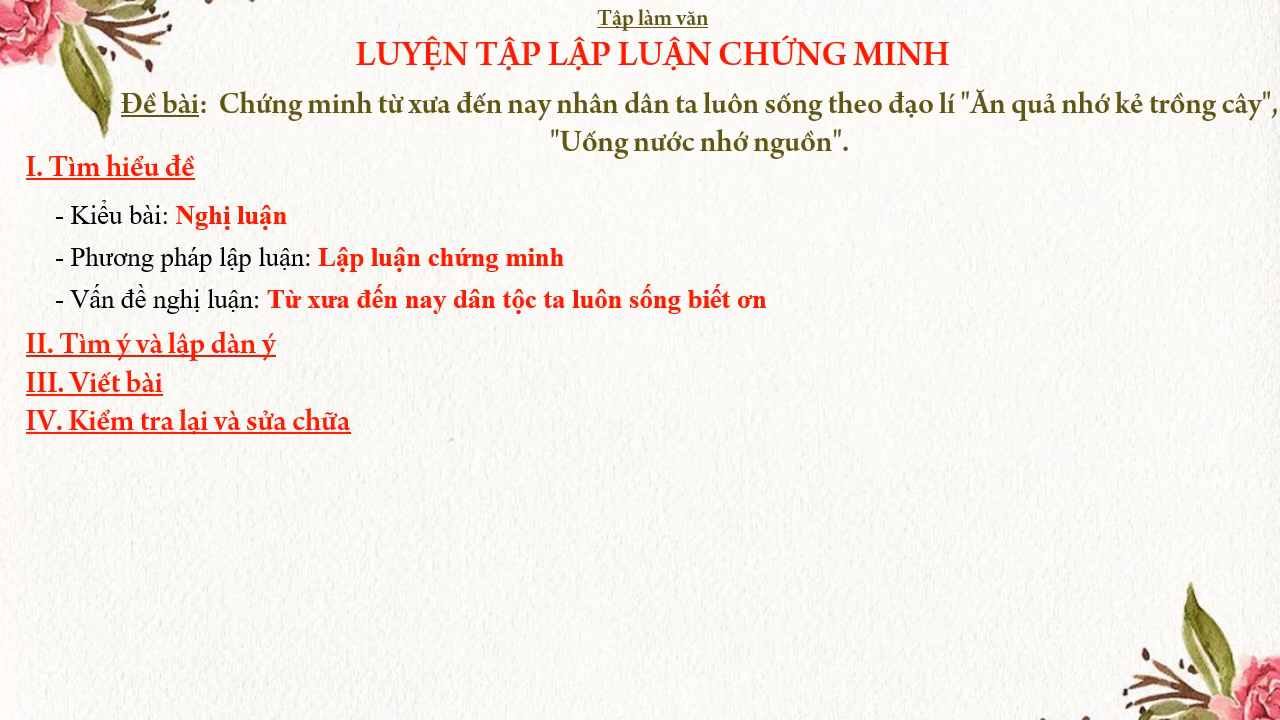 Tập làm văn
LUYỆN TẬP LẬP LUẬN CHỨNG MINH
Đề bài: Chứng minh từ xưa đến nay nhân dân ta luôn sống theo đạo lí "Ăn quả nhớ kẻ trồng cây",
"Uống nước nhớ nguồn".
I. Tìm hiểu đề
- Kiểu bài: Nghị luận
- Phương pháp lập luận: Lập luận chứng minh
- Vấn đề nghị luận: Từ xưa đến nay dân tộc ta luôn sống biết ơn
II. Tìm ý và lập dàn ý
III. Viết bài
IV. Kiểm tra lại và sửa chữa